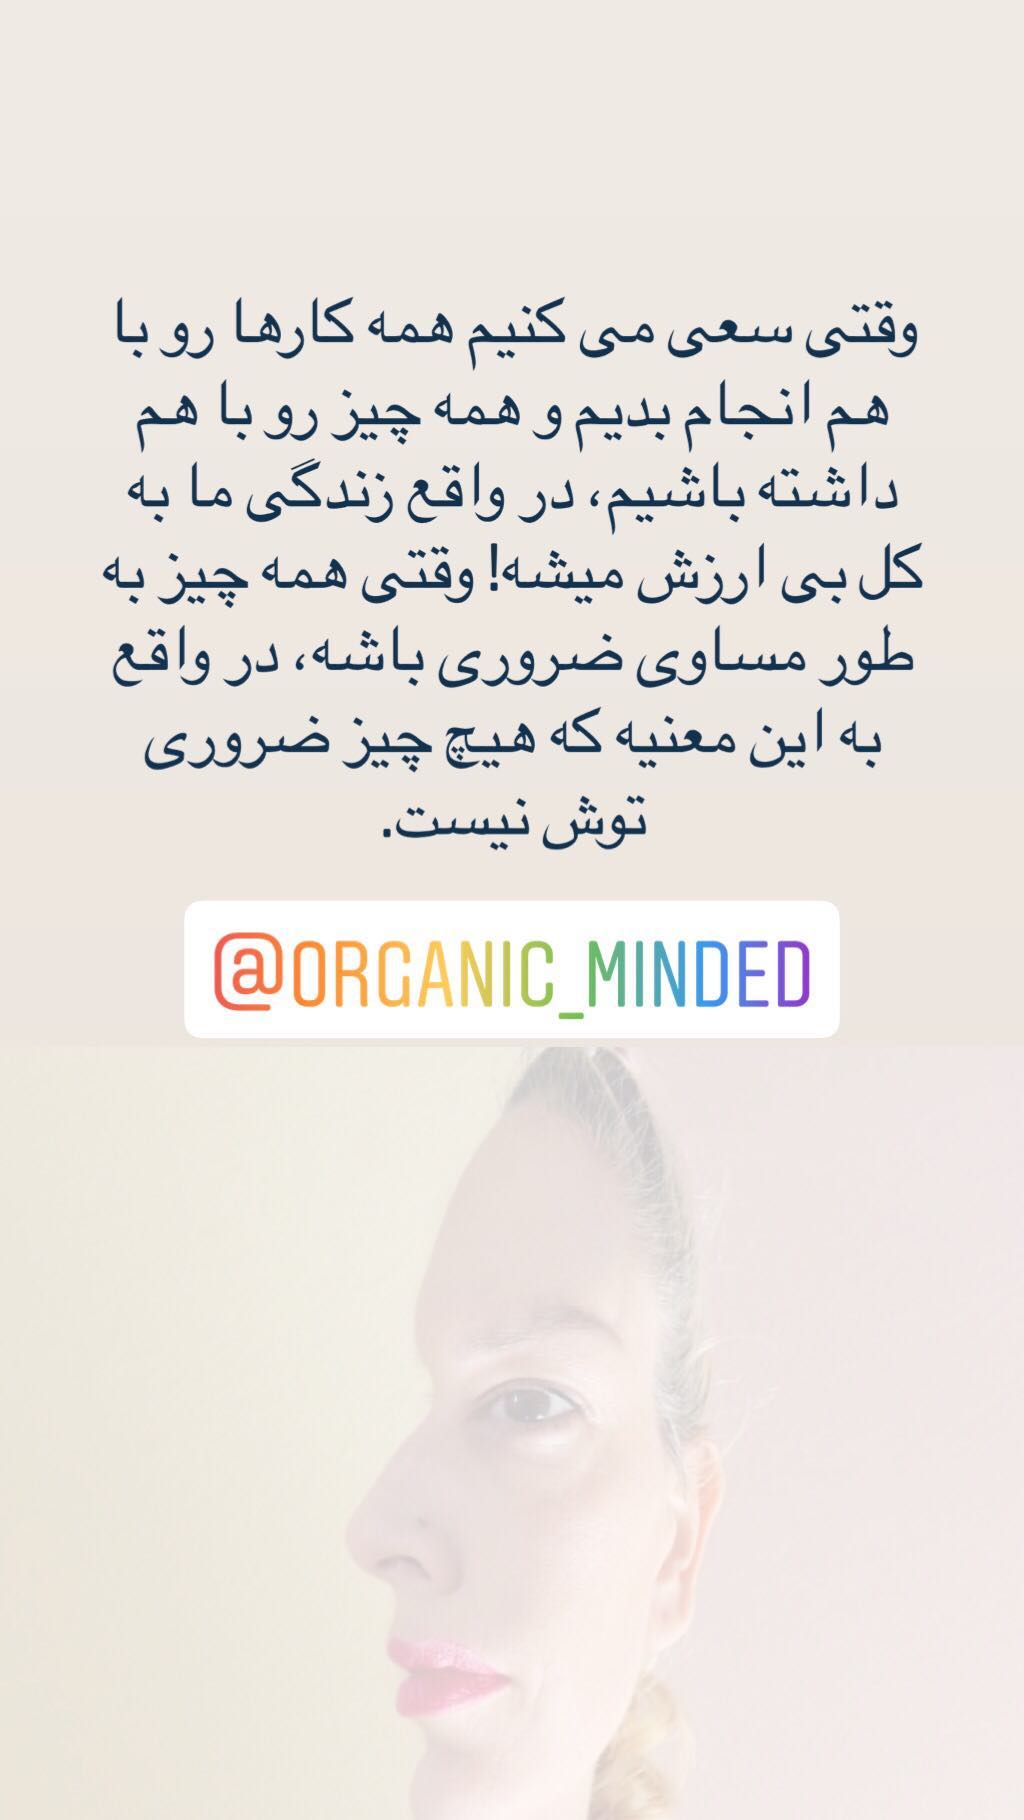 وقتی سعی می کنیم همه کارها رو با
هم انجام بدیم و همه چیز رو با هم
داشته باشیم، در واقع زندگی ما به
کل بی ارزش میشه! وقتی همه چیز به
طور مساوی ضروری باشه، در واقع
به این معنیه که هیچ چیز ضروری
توش نیست.
@ORGANIC_MINDED